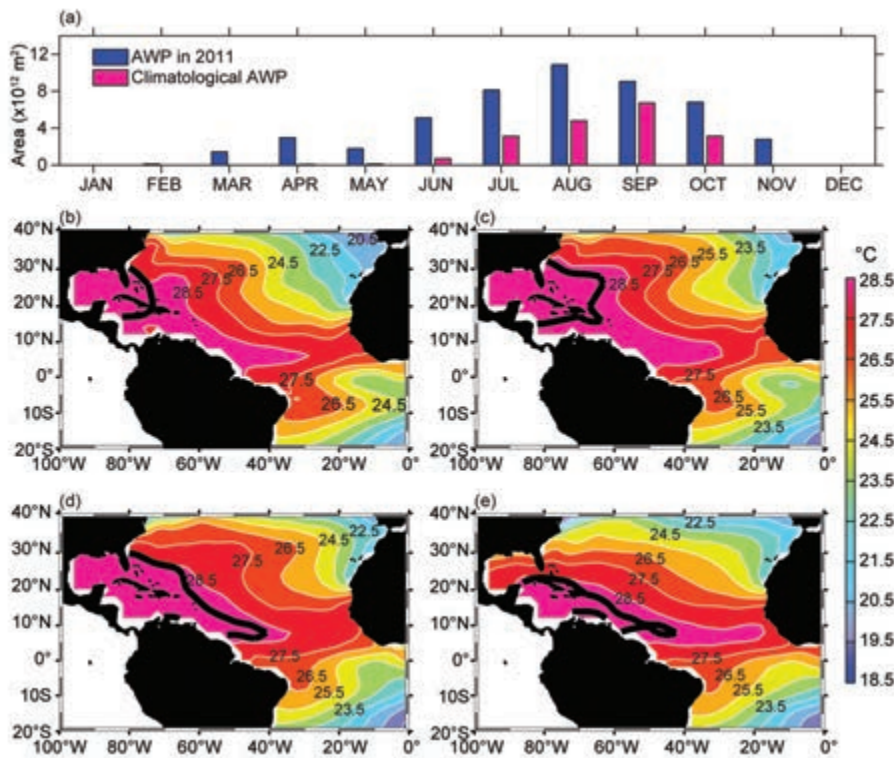 (a)
AWP in 2011
Climatological AWP
Area (x10¹² m²)
12
8
4
0
JAN FEB MAR APR MAY JUN JUL AUG SEP OCT NOV DEC
(b)
40°N
30°N
20°N
10°N
0°
10°S
20°S
100°W 80°W 60°W 40°W 20°W 0°
20.5
22.5
24.5
26.5
27.5
28.5
27.5
26.5
24.5
(c)
40°N
30°N
20°N
10°N
0°
10°S
20°S
100°W 80°W 60°W 40°W 20°W 0°
23.5
25.5
26.5
27.5
28.5
27.5
26.5
25.5
23.5
(d)
40°N
30°N
20°N
10°N
0°
10°S
20°S
100°W 80°W 60°W 40°W 20°W 0°
22.5
24.5
26.5
27.5
28.5
27.5
26.5
25.5
23.5
(e)
40°N
30°N
20°N
10°N
0°
10°S
20°S
100°W 80°W 60°W 40°W 20°W 0°
22.5
24.5
26.5
27.5
28.5
27.5
26.5
25.5
23.5
°C
28.5
27.5
26.5
25.5
24.5
23.5
22.5
21.5
20.5
19.5
18.5